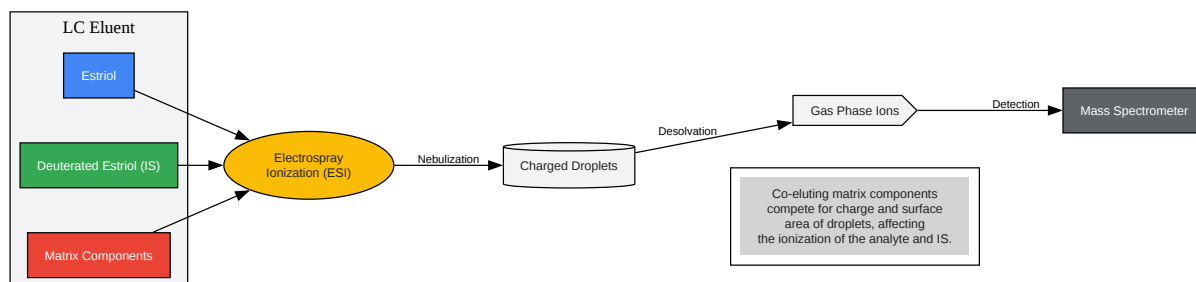 LC Eluent
Estriol
Deuterated Estriol (IS)
Matrix Components
Electrospray
Ionization (ESI)
Nebulization
Charged Droplets
Desolvation
Gas Phase Ions
Detection
Mass Spectrometer
Co-eluting matrix components
compete for charge and surface
area of droplets, affecting
the ionization of the analyte and IS.